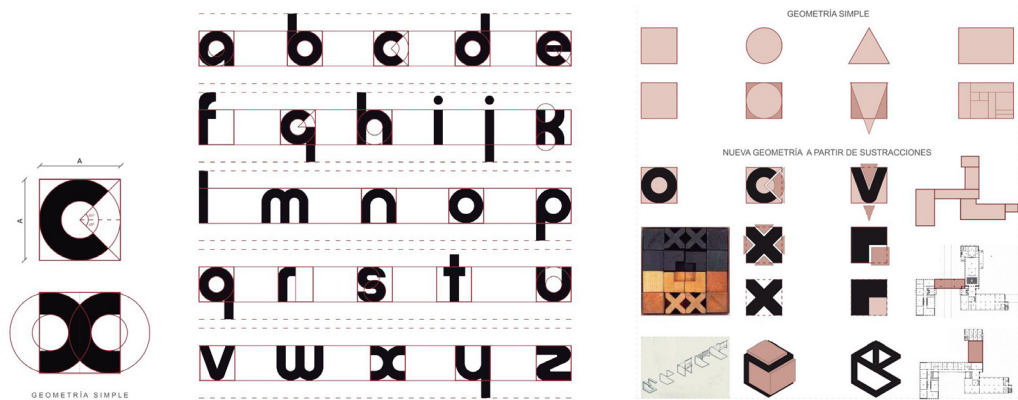 A
A
c
x
GEOMETRÍA SIMPLE
a b c d e
f g h i j k
l m n o p
q r s t u
v w x y z
GEOMETRÍA SIMPLE
NUEVA GEOMETRÍA A PARTIR DE SUSTRACCIONES
O C V
X
X